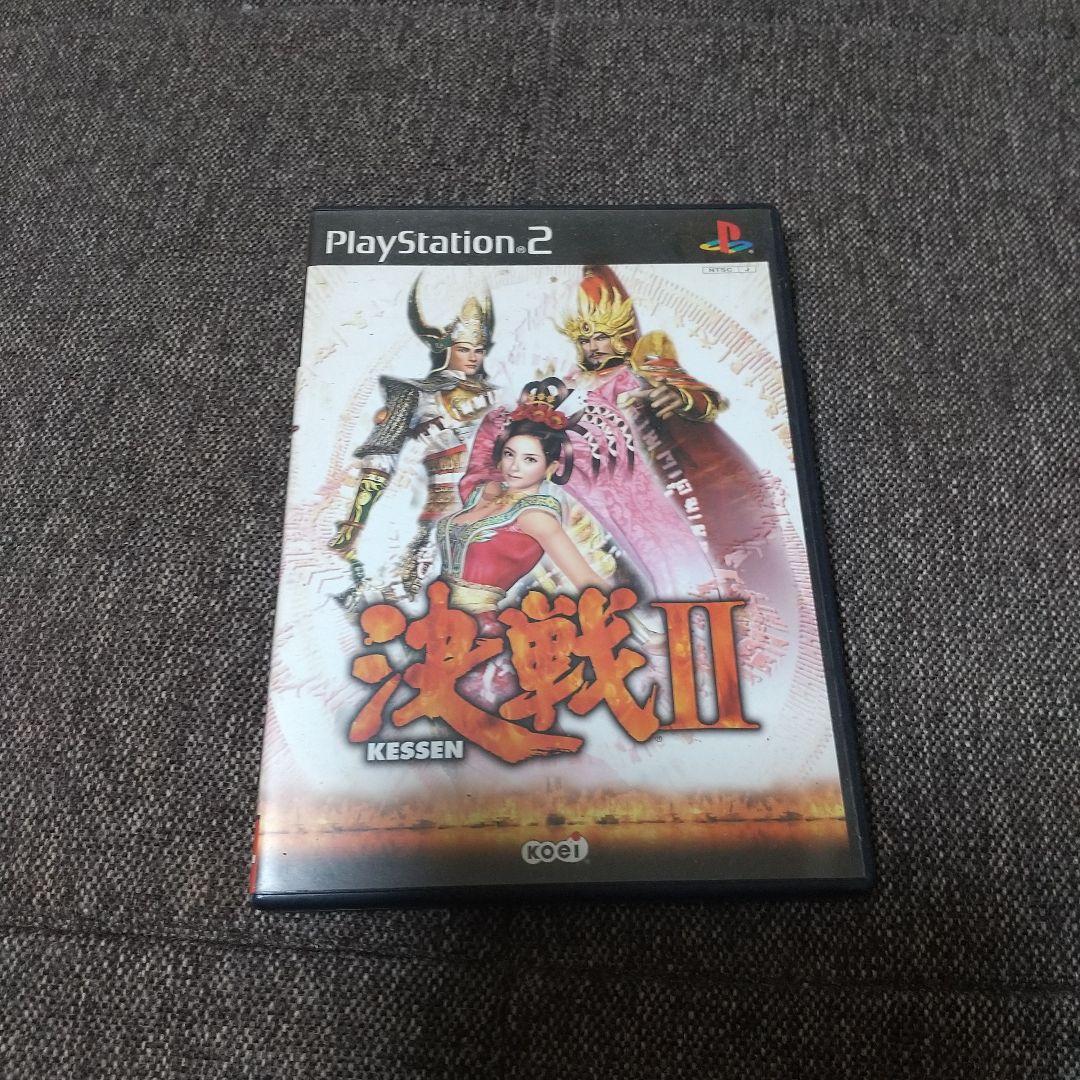 PlayStation®2
NTSC J
決戦II
KESSEN
KOEI